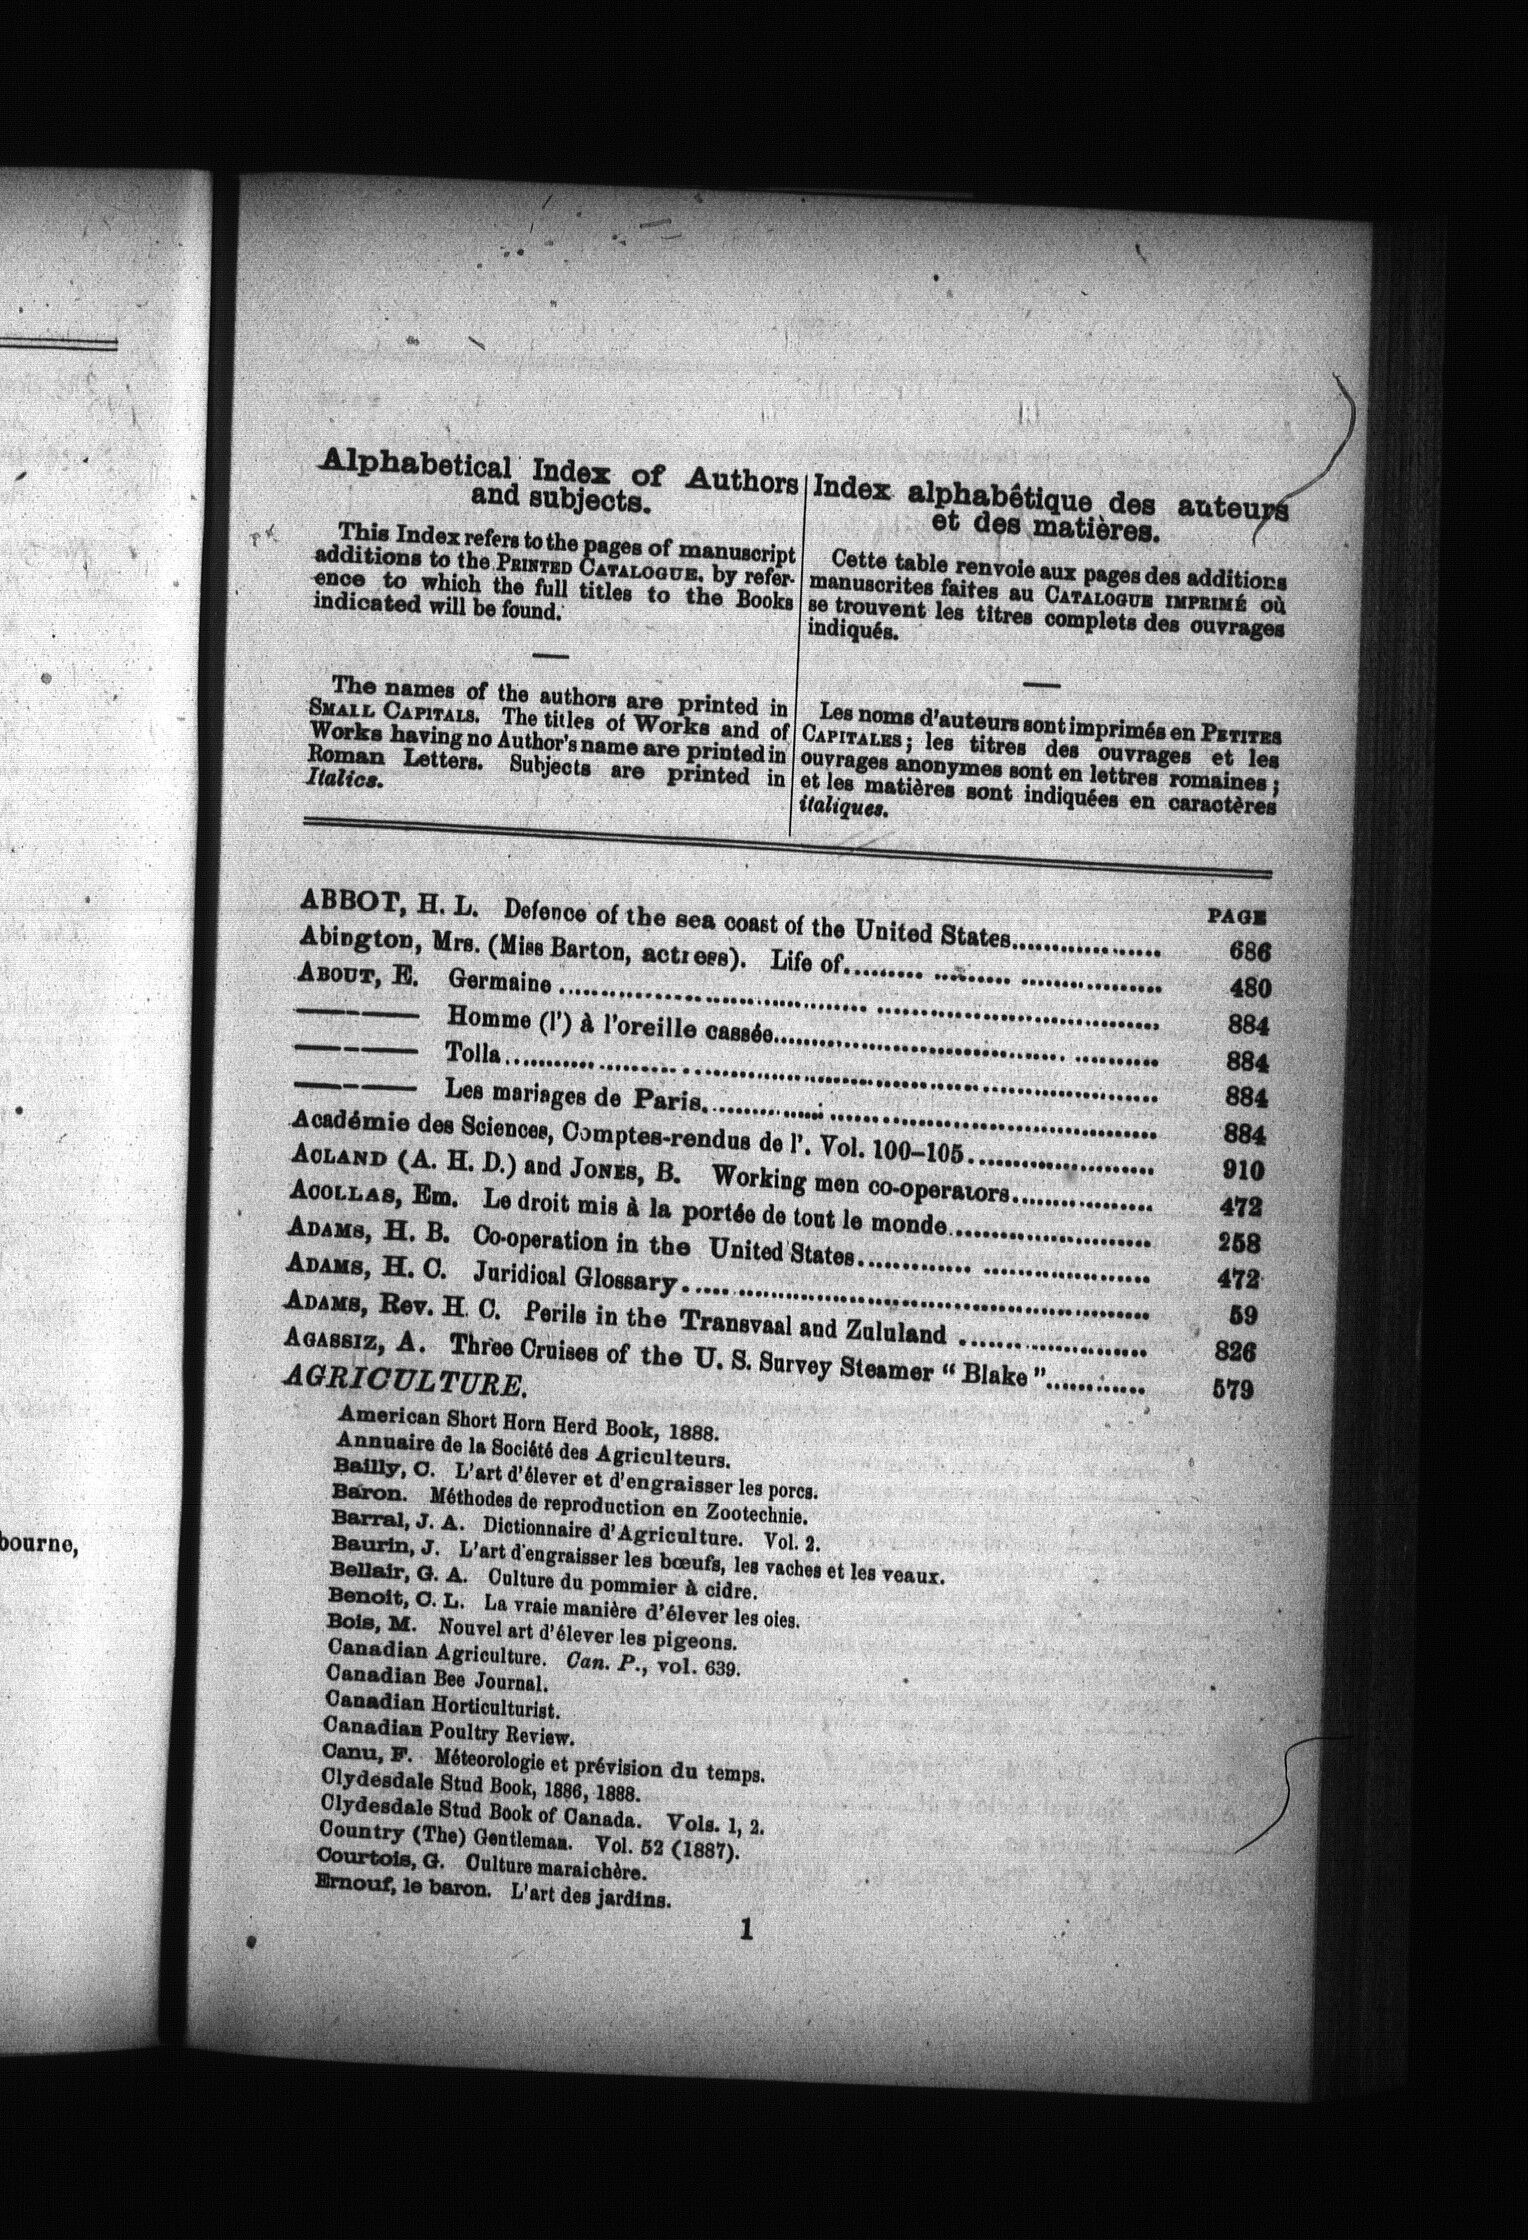 bourne,
Alphabetical Index of Authors
and subjects.
This Index refers to the pages of manuscript
additions to the PRINTED CATALOGUE, by refer-
ence to which the full titles to the Books
indicated will be found.
The names of the authors are printed in
SMALL CAPITALS. The titles of Works and of
Works having no Author's name are printed in
Roman Letters. Subjects are printed in
Italics.
Index alphabêtique des auteurs
et des matières.
Cette table renvoie aux pages des additions
manuscrites faites au CATALOGUE IMPRIMÉ où
se trouvent les titres complets des ouvrages
indiqués.
Les noms d'auteurs sont imprimés en PETITES
CAPITALES; les titres des ouvrages et les
ouvrages anonymes sont en lettres romaines;
et les matières sont indiquées en caractères
italiques.
PAGE
ABBOT, H. L. Defence of the sea coast of the United States.................... 686
Abington, Mrs. (Miss Barton, actress). Life of.................... 480
ABOUT, E. Germaine .................... 884
—— Homme (l') à l'oreille cassée.................... 884
—— Tolla.................... 884
—— Les mariages de Paris.................... 884
Académie des Sciences, Comptes-rendus de l'. Vol. 100–105.................... 910
ACLAND (A. H. D.) and JONES, B. Working men co-operators.................... 472
ACOLLAS, Em. Le droit mis à la portée de tout le monde.................... 258
ADAMS, H. B. Co-operation in the United States.................... 472
ADAMS, H. C. Juridical Glossary.................... 59
ADAMS, Rev. H. C. Perils in the Transvaal and Zululand .................... 826
AGASSIZ, A. Three Cruises of the U. S. Survey Steamer "Blake".................... 579
AGRICULTURE.
American Short Horn Herd Book, 1888.
Annuaire de la Société des Agriculteurs.
Bailly, C. L'art d'élever et d'engraisser les porcs.
Baron. Méthodes de reproduction en Zootechnie.
Barral, J. A. Dictionnaire d'Agriculture. Vol. 2.
Baurin, J. L'art d'engraisser les bœufs, les vaches et les veaux.
Bellair, G. A. Culture du pommier à cidre.
Benoit, C. L. La vraie manière d'élever les oies.
Bois, M. Nouvel art d'élever les pigeons.
Canadian Agriculture. Can. P., vol. 639.
Canadian Bee Journal.
Canadian Horticulturist.
Canadian Poultry Review.
Canu, F. Méteorologie et prévision du temps.
Clydesdale Stud Book, 1886, 1888.
Clydesdale Stud Book of Canada. Vols. 1, 2.
Country (The) Gentleman. Vol. 52 (1887).
Courtois, G. Culture maraichère.
Ernouf, le baron. L'art des jardins.
1